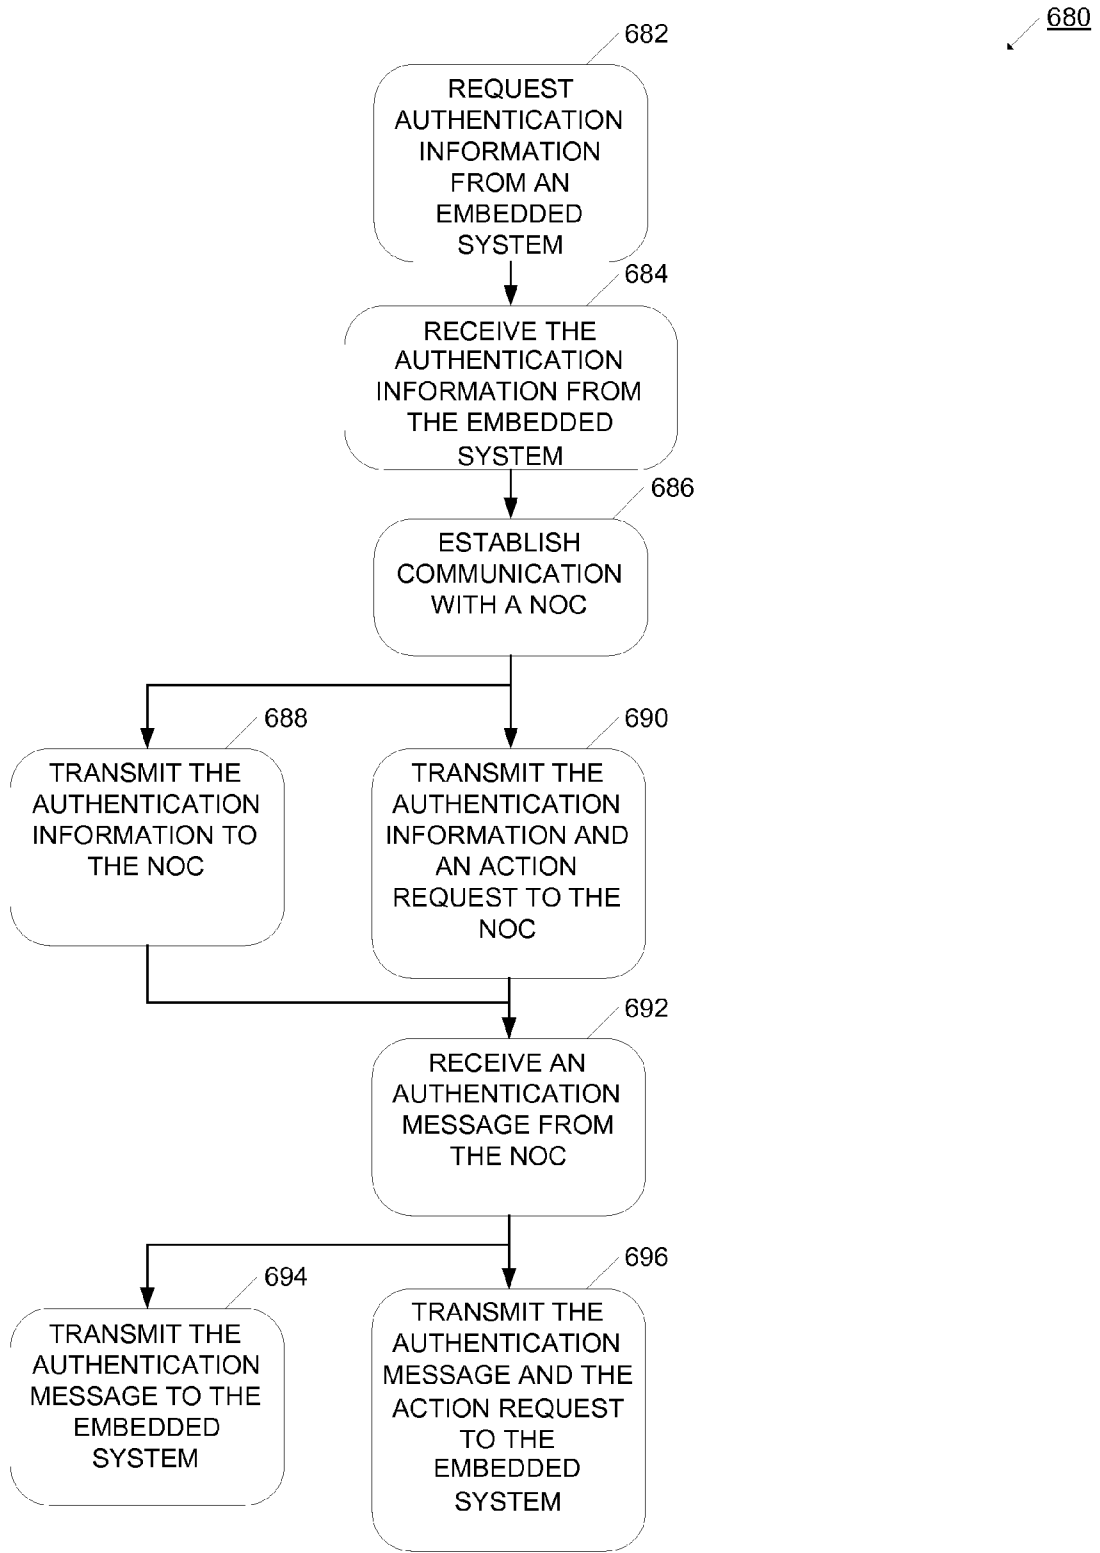 680
682
REQUEST
AUTHENTICATION
INFORMATION
FROM AN
EMBEDDED
SYSTEM
684
RECEIVE THE
AUTHENTICATION
INFORMATION FROM
THE EMBEDDED
SYSTEM
686
ESTABLISH
COMMUNICATION
WITH A NOC
688
TRANSMIT THE
AUTHENTICATION
INFORMATION TO
THE NOC
690
TRANSMIT THE
AUTHENTICATION
INFORMATION AND
AN ACTION
REQUEST TO THE
NOC
692
RECEIVE AN
AUTHENTICATION
MESSAGE FROM
THE NOC
694
TRANSMIT THE
AUTHENTICATION
MESSAGE TO THE
EMBEDDED
SYSTEM
696
TRANSMIT THE
AUTHENTICATION
MESSAGE AND THE
ACTION REQUEST
TO THE
EMBEDDED
SYSTEM